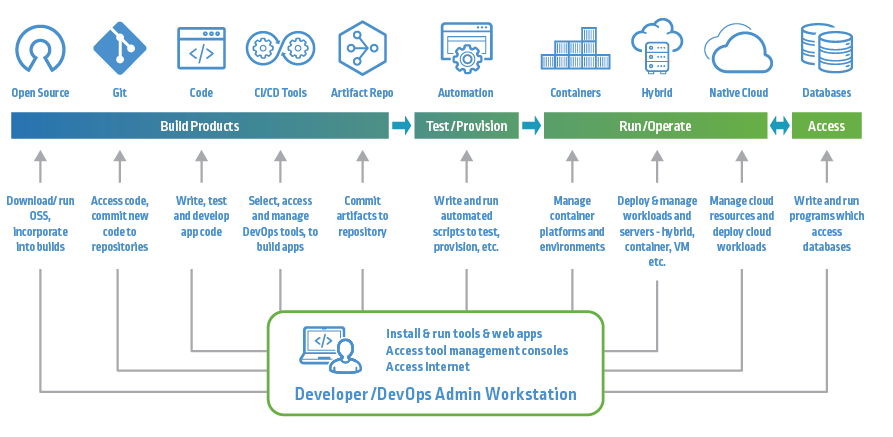 Open Source
Git
Code
CI/CD Tools
Artifact Repo
Automation
Containers
Hybrid
Native Cloud
Databases
Build Products
Test/Provision
Run/Operate
Access
Download/ run
OSS,
incorporate
into builds
Access code,
commit new
code to
repositories
Write, test
and develop
app code
Select, access
and manage
DevOps tools, to
build apps
Commit
artifacts to
repository
Write and run
automated
scripts to test,
provision, etc.
Manage
container
platforms and
environments
Deploy & manage
workloads and
servers - hybrid,
container, VM
etc.
Manage cloud
resources and
deploy cloud
workloads
Write and run
programs which
access
databases
</>
Install & run tools & web apps
Access tool management consoles
Access Internet
Developer/DevOps Admin Workstation